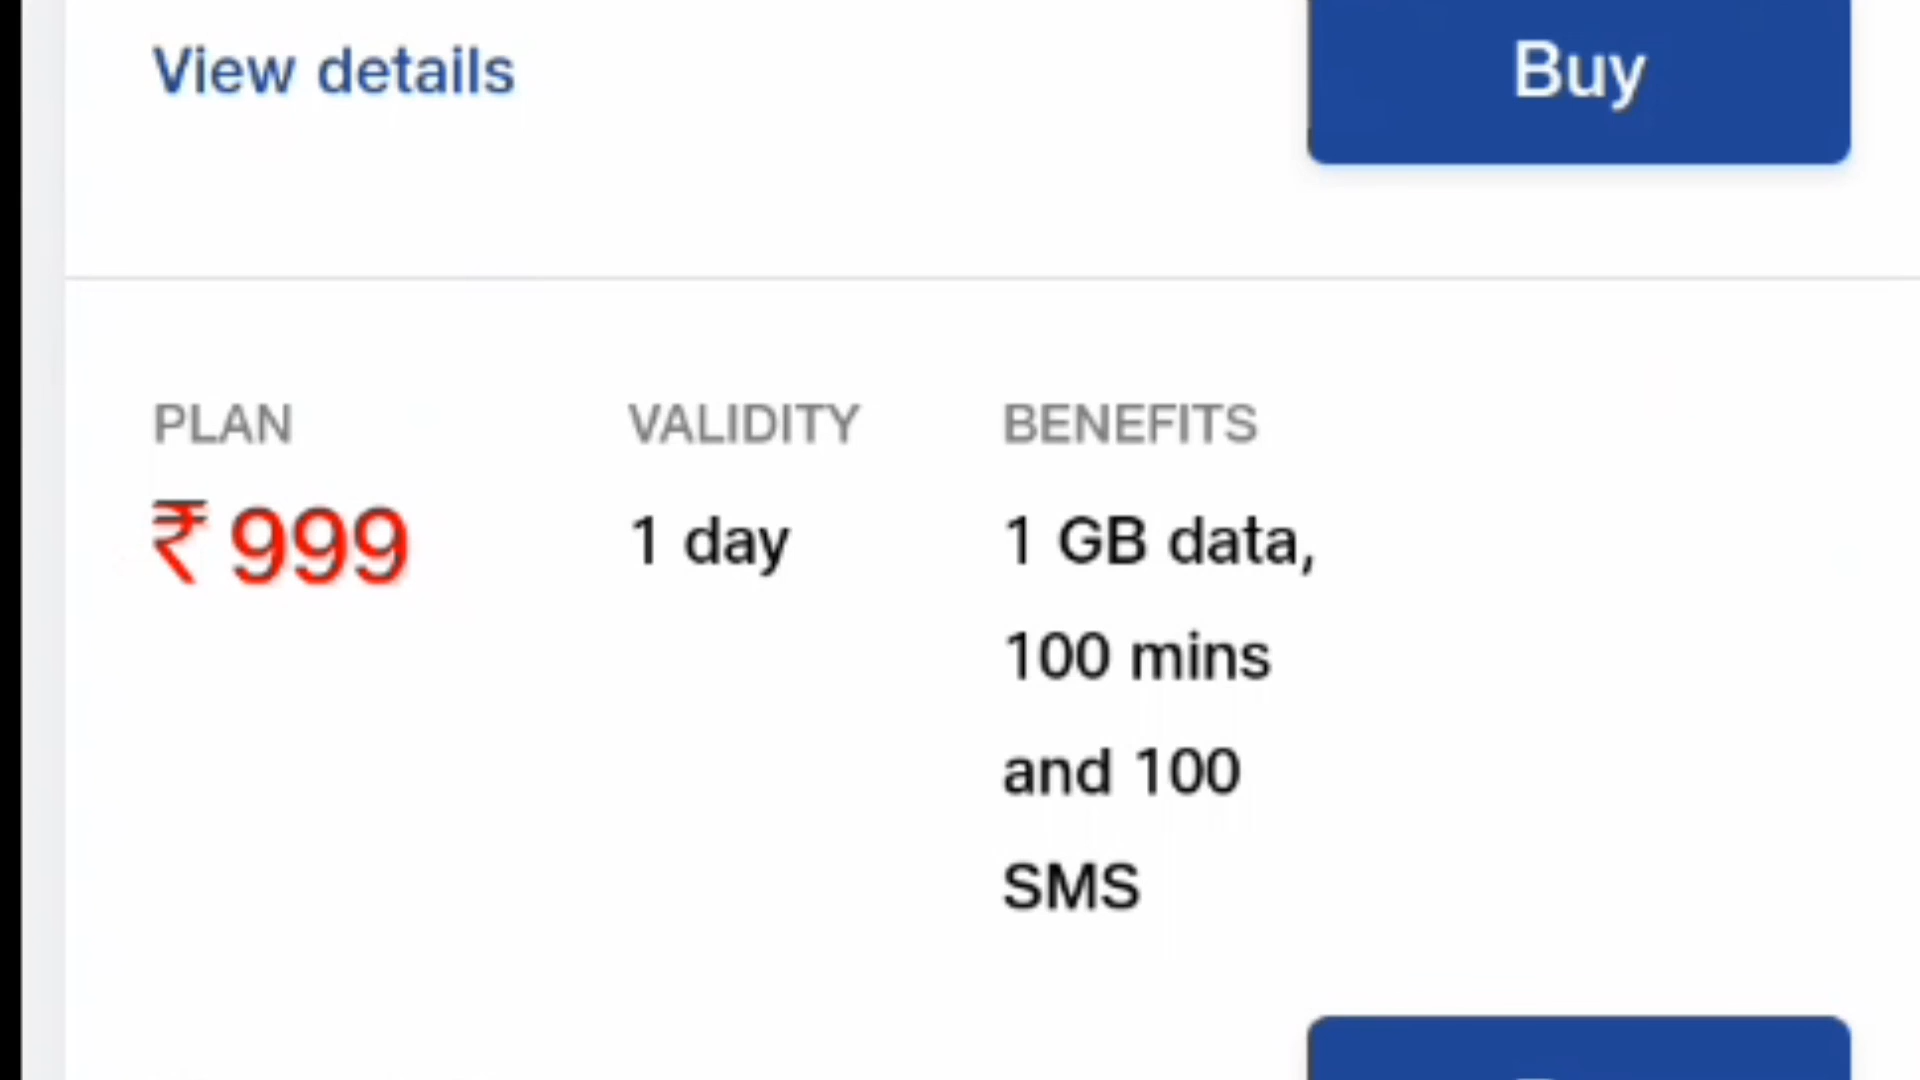 View details
Buy
PLAN
VALIDITY
BENEFITS
₹ 999
1 day
1 GB data,
100 mins
and 100
SMS